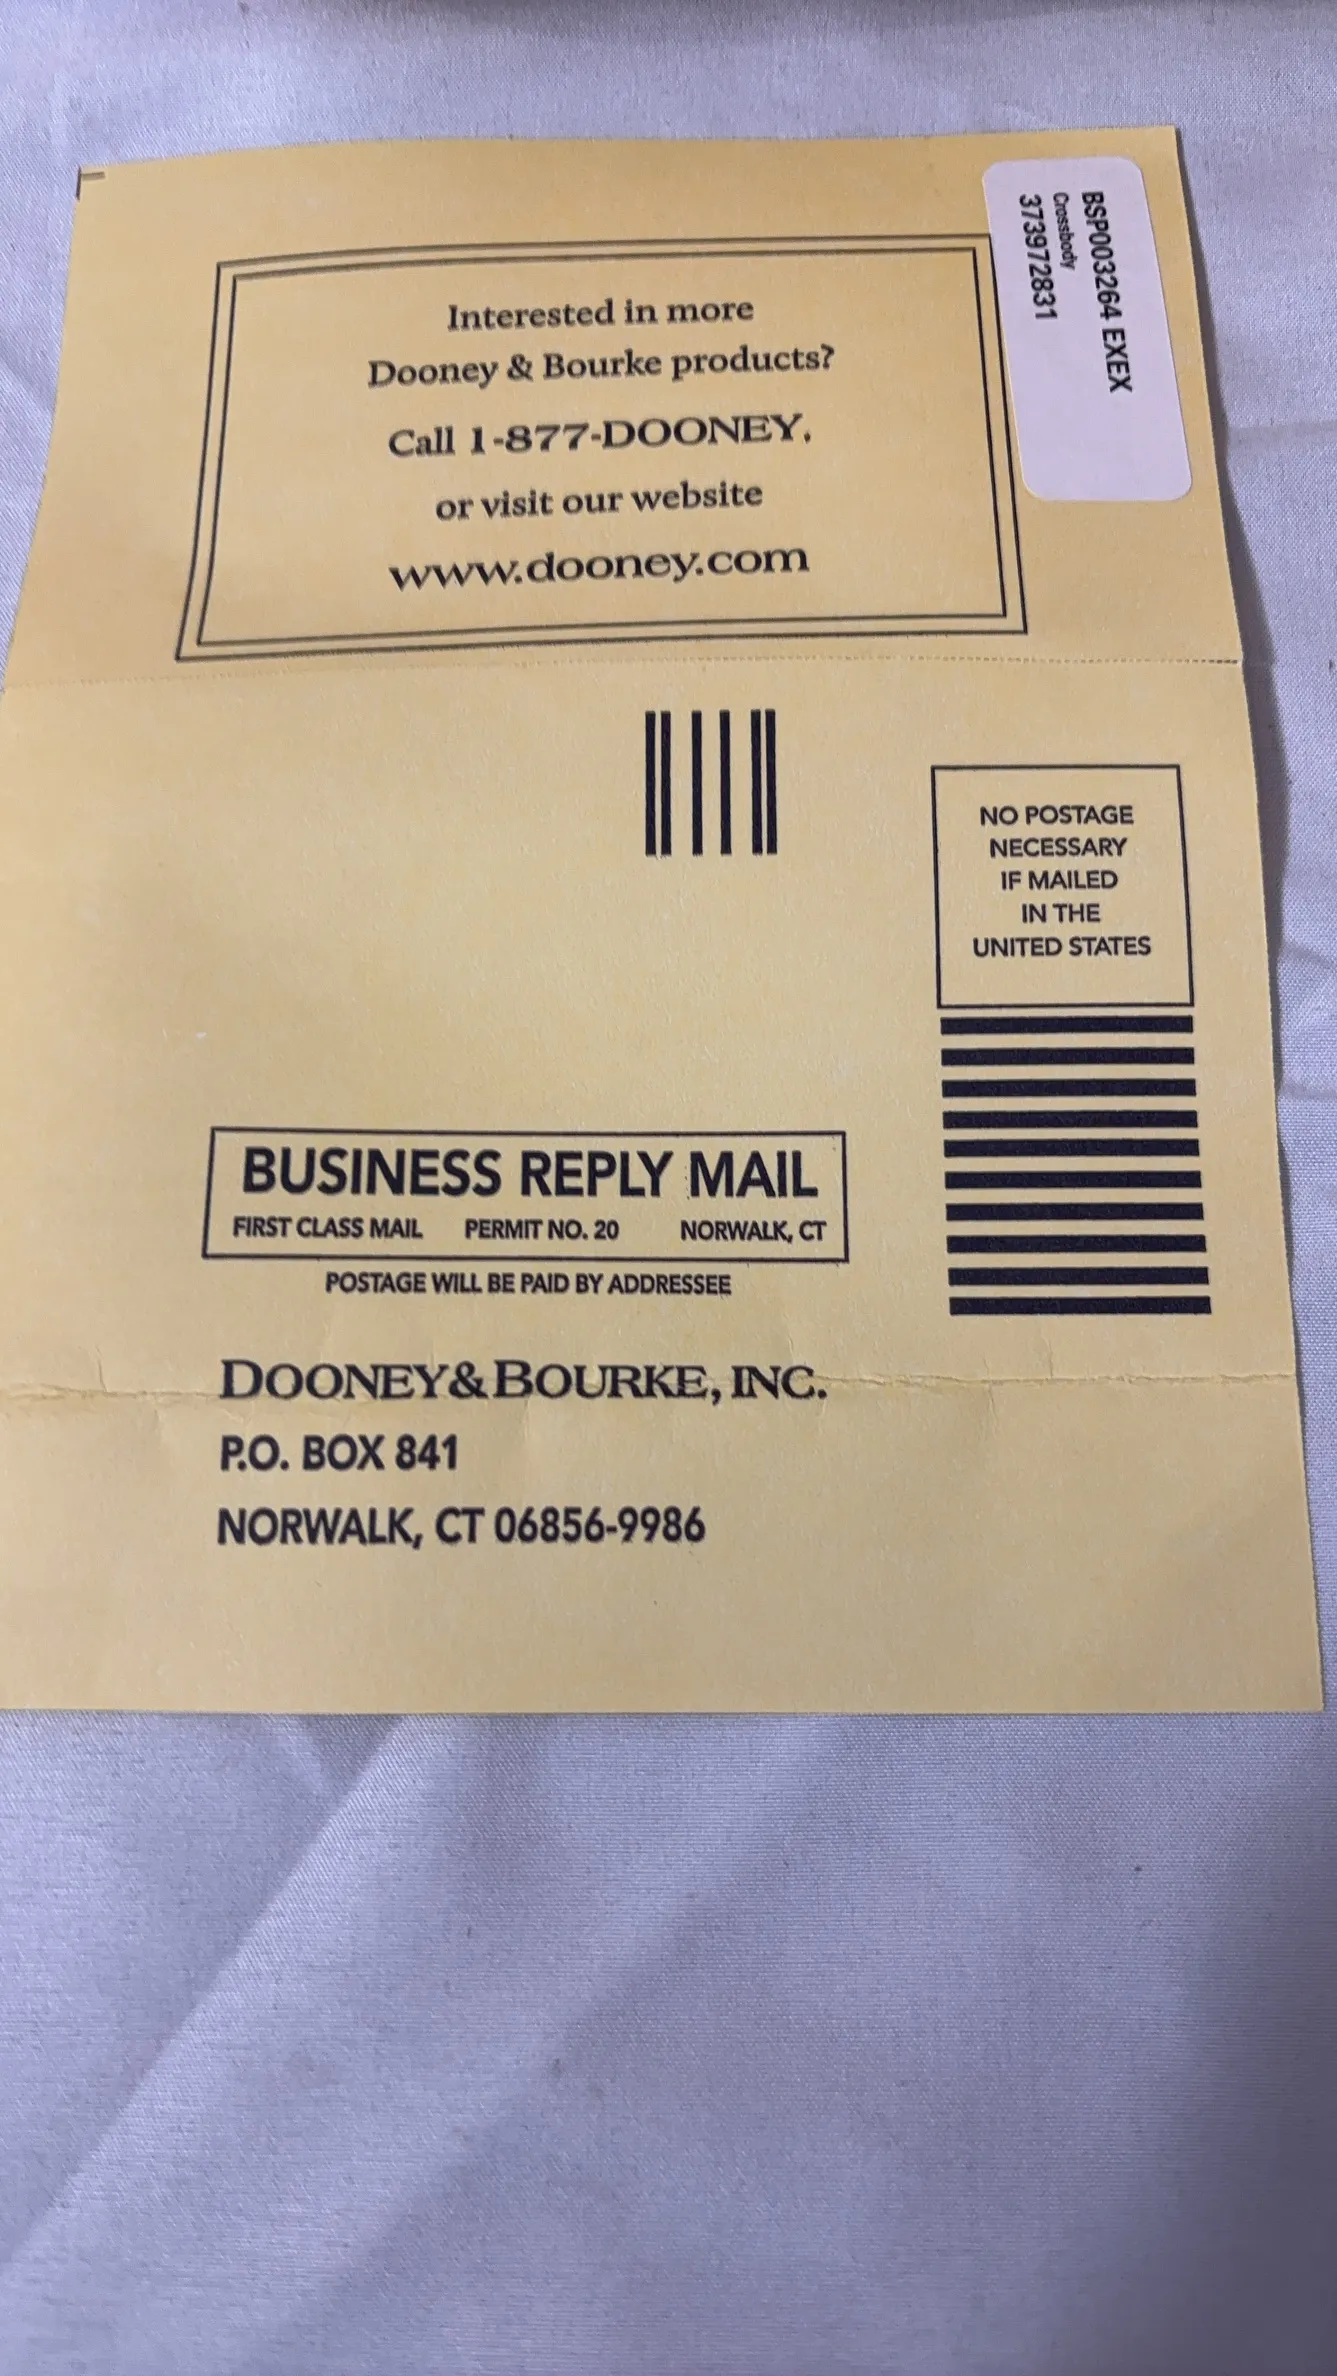 Interested in more
Dooney & Bourke products?
Call 1-877-DOONEY,
or visit our website
www.dooney.com
BSP003264 EXEX
Crossbody
373972831
NO POSTAGE
NECESSARY
IF MAILED
IN THE
UNITED STATES
BUSINESS REPLY MAIL
FIRST CLASS MAIL PERMIT NO. 20 NORWALK, CT
POSTAGE WILL BE PAID BY ADDRESSEE
DOONEY&BOURKE, INC.
P.O. BOX 841
NORWALK, CT 06856-9986